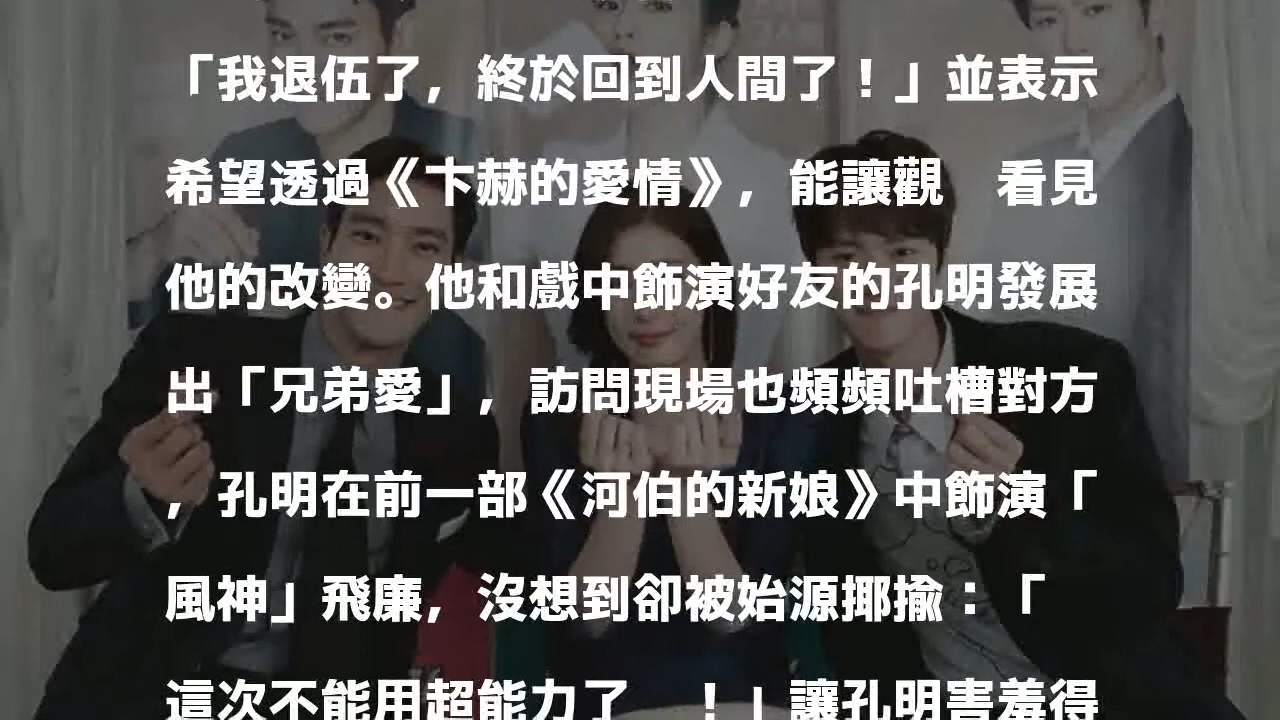 「我退伍了，終於回到人間了！」並表示
希望透過《卞赫的愛情》，能讓觀　看見
他的改變。他和戲中飾演好友的孔明發展
出「兄弟愛」，訪問現場也頻頻吐槽對方
，孔明在前一部《河伯的新娘》中飾演「
風神」飛廉，沒想到卻被始源揶揄：「
這次不能用超能力了　！」讓孔明害羞得